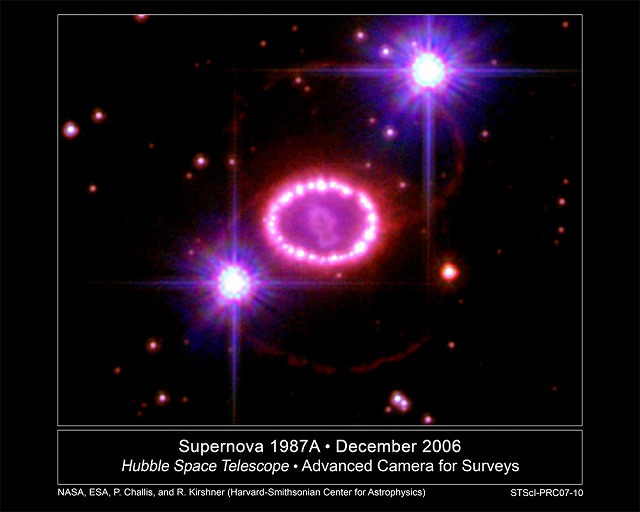 Supernova 1987A • December 2006
Hubble Space Telescope • Advanced Camera for Surveys
NASA, ESA, P. Challis, and R. Kirshner (Harvard-Smithsonian Center for Astrophysics)
STScI-PRC07-10